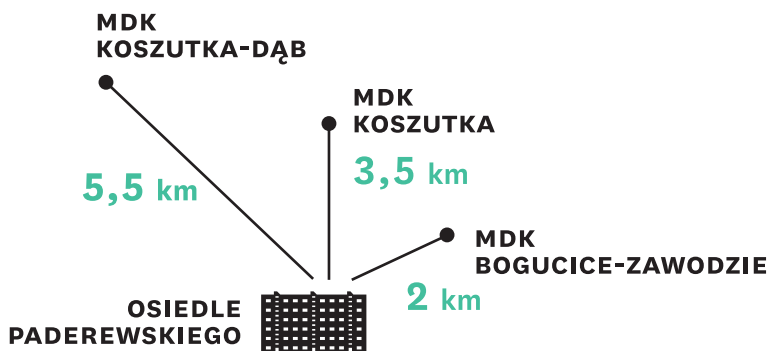 MDK
KOSZUTKA-DĄB
MDK
KOSZUTKA
5,5 km
3,5 km
MDK
BOGUCICE-ZAWODZIE
2 km
OSIEDLE
PADEREWSKIEGO